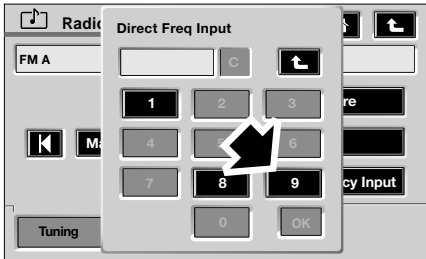 Radio
Direct Freq Input
FM A
C
1 2 3
re
4 5 6
Ma
7 8 9
cy Input
0 OK
Tuning